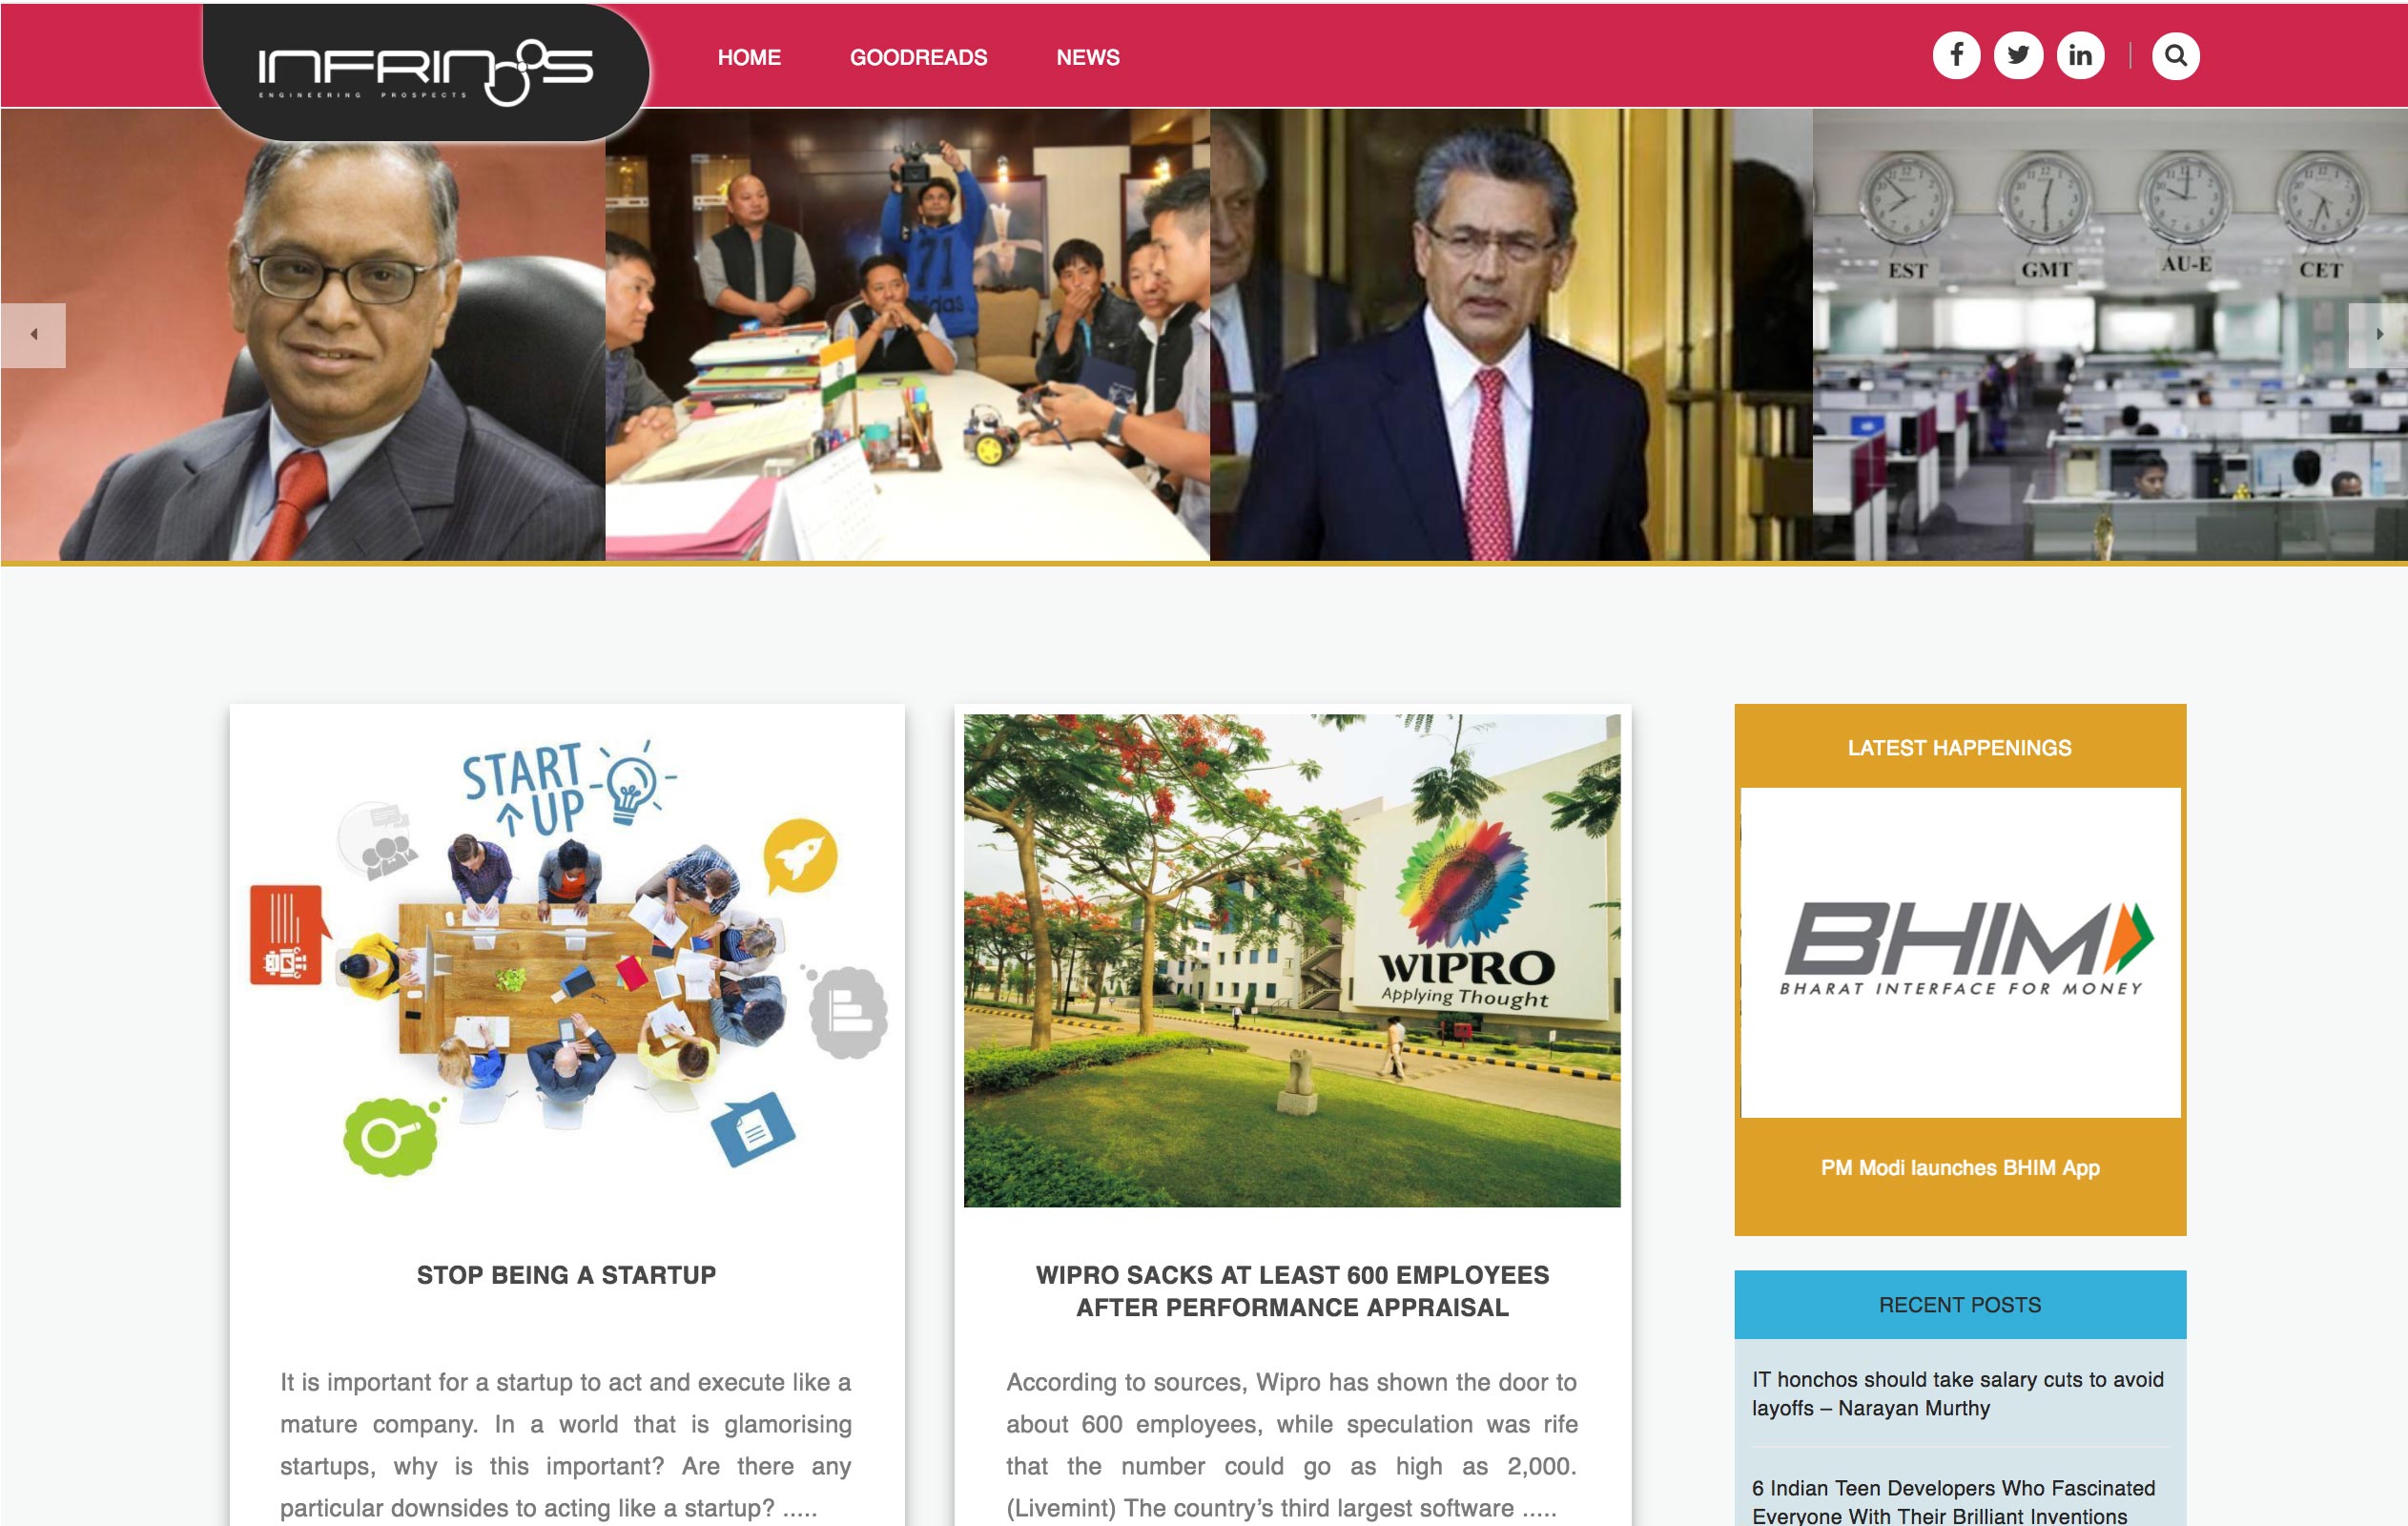 INFRINGOS
ENGINEERING PROSPECTS
HOME
GOODREADS
NEWS
71
adidas
EST
GMT
AU-E
CET
START
UP
WIPRO
Applying Thought
STOP BEING A STARTUP
It is important for a startup to act and execute like a
mature company. In a world that is glamorising
startups, why is this important? Are there any
particular downsides to acting like a startup? .....
WIPRO SACKS AT LEAST 600 EMPLOYEES
AFTER PERFORMANCE APPRAISAL
According to sources, Wipro has shown the door to
about 600 employees, while speculation was rife
that the number could go as high as 2,000.
(Livemint) The country’s third largest software .....
LATEST HAPPENINGS
BHIM
BHARAT INTERFACE FOR MONEY
PM Modi launches BHIM App
RECENT POSTS
IT honchos should take salary cuts to avoid
layoffs – Narayan Murthy
6 Indian Teen Developers Who Fascinated
Everyone With Their Brilliant Inventions